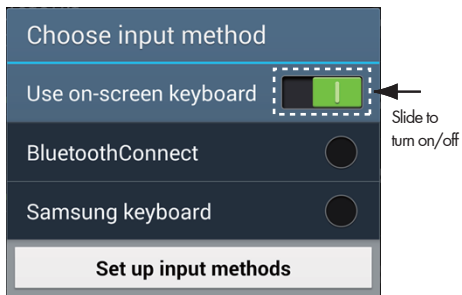 Choose input method
Use on-screen keyboard
Slide to
turn on/off
BluetoothConnect
Samsung keyboard
Set up input methods